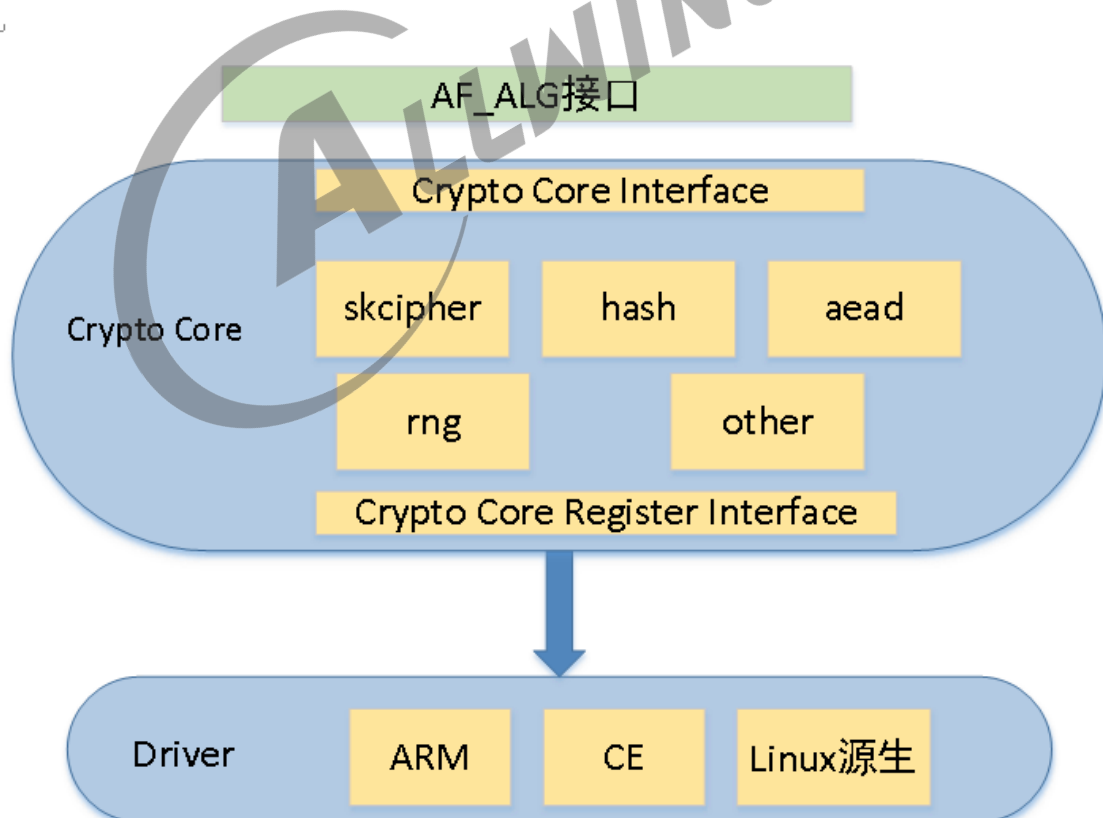 ALLWIN
AF_ALG接口
Crypto Core Interface
skcipher hash aead
Crypto Core
rng other
Crypto Core Register Interface
Driver ARM CE Linux源生